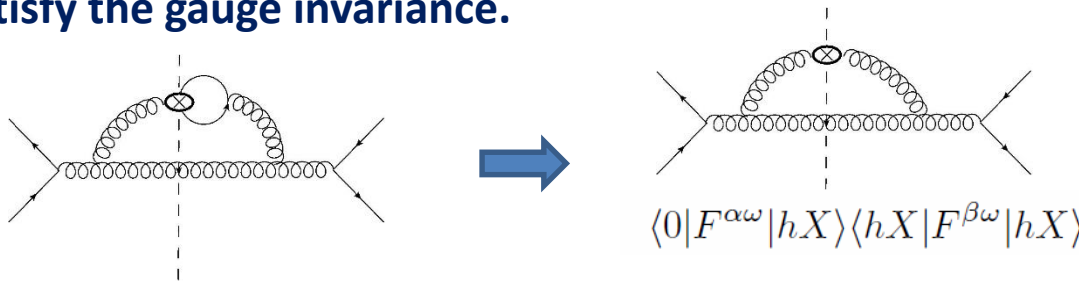 tisfy the gauge invariance.
⟨0|F^{αω}|hX⟩⟨hX|F^{βω}|hX⟩